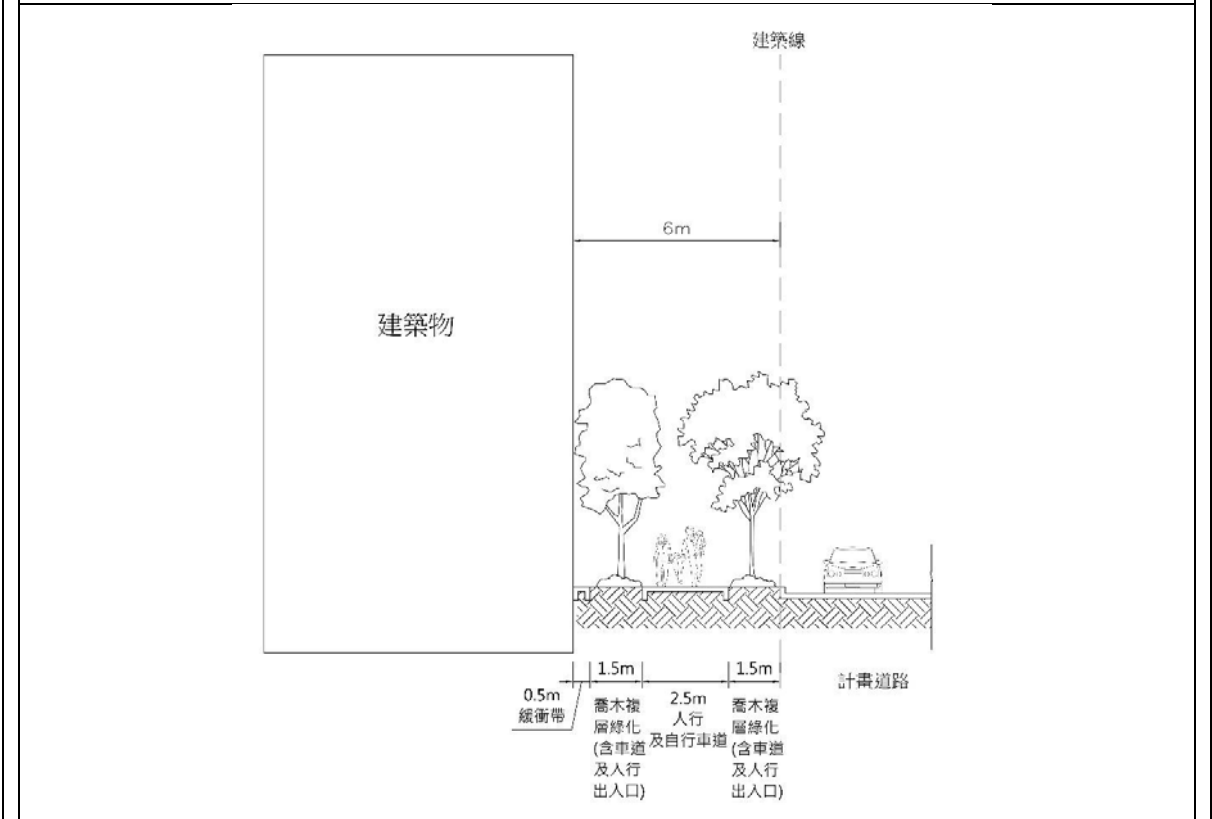 建築線
6m
建築物
0.5m
緩衝帶
1.5m
喬木複
層綠化
(含車道
及人行
出入口)
2.5m
人行
及自行車道
1.5m
喬木複
層綠化
(含車道
及人行
出入口)
計畫道路